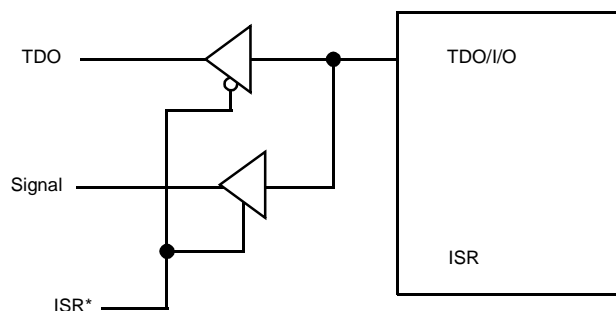 TDO
TDO/I/O
Signal
ISR
ISR*